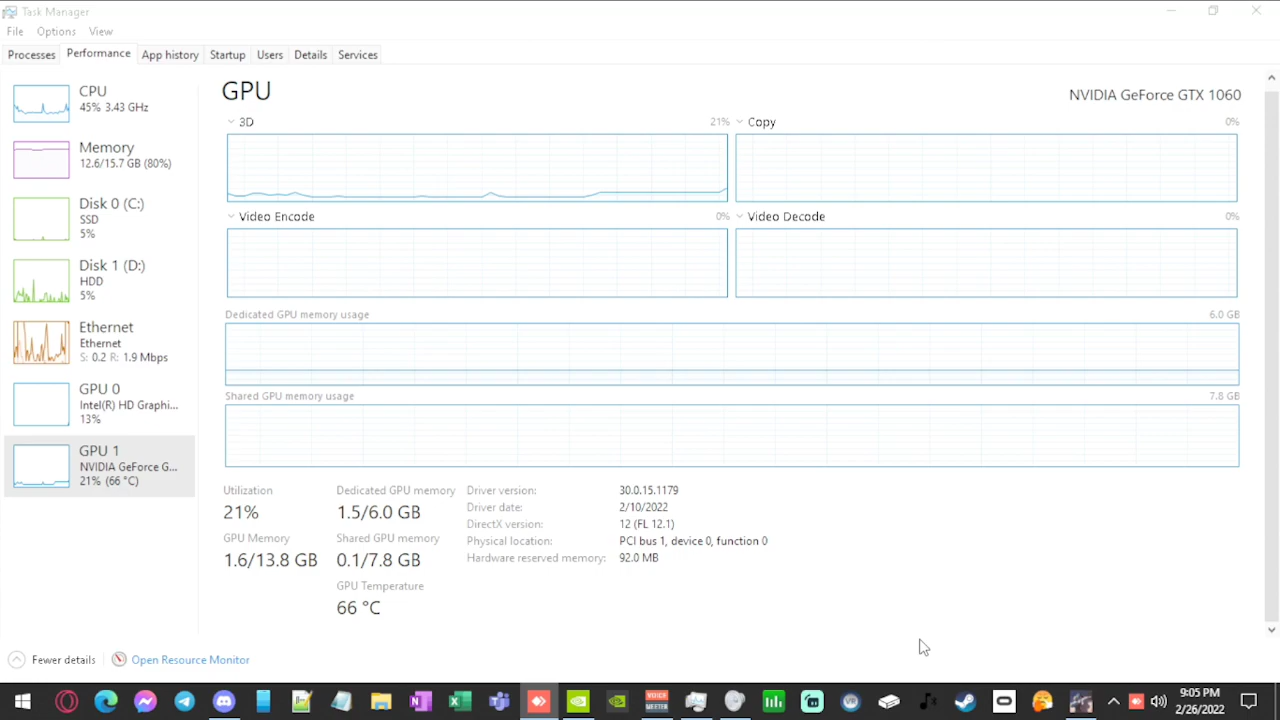 Task Manager
File Options View
Processes Performance App history Startup Users Details Services
CPU
45% 3.43 GHz
Memory
12.6/15.7 GB (80%)
Disk 0 (C:)
SSD
5%
Disk 1 (D:)
HDD
5%
Ethernet
Ethernet
S: 0.2 R: 1.9 Mbps
GPU 0
Intel(R) HD Graphi...
13%
GPU 1
NVIDIA GeForce G...
21% (66 °C)
GPU
NVIDIA GeForce GTX 1060
3D 21%
Copy 0%
Video Encode 0%
Video Decode 0%
Dedicated GPU memory usage 6.0 GB
Shared GPU memory usage 7.8 GB
Utilization
21%
Dedicated GPU memory
1.5/6.0 GB
GPU Memory
1.6/13.8 GB
Shared GPU memory
0.1/7.8 GB
GPU Temperature
66 °C
Driver version: 30.0.15.1179
Driver date: 2/10/2022
DirectX version: 12 (FL 12.1)
Physical location: PCI bus 1, device 0, function 0
Hardware reserved memory: 92.0 MB
Fewer details
Open Resource Monitor
VOICE
MEETER
VR
9:05 PM
2/26/2022